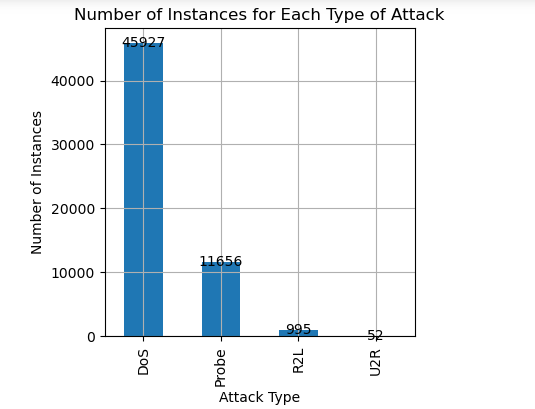 Number of Instances for Each Type of Attack
45927
40000
30000
20000
10000
0
Number of Instances
11656
995
52
DoS
Probe
R2L
U2R
Attack Type